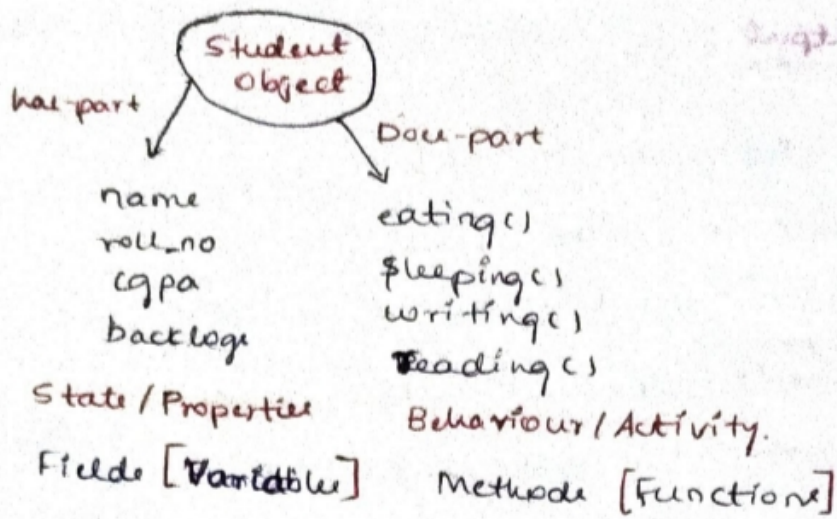 Student
Object
has-part
Does-part
name
roll_no
cgpa
backlogs
eating()
Sleeping()
writing()
Reading()
State/Properties
Behaviour/Activity.
Fields [Variables]
Methods [Functions]